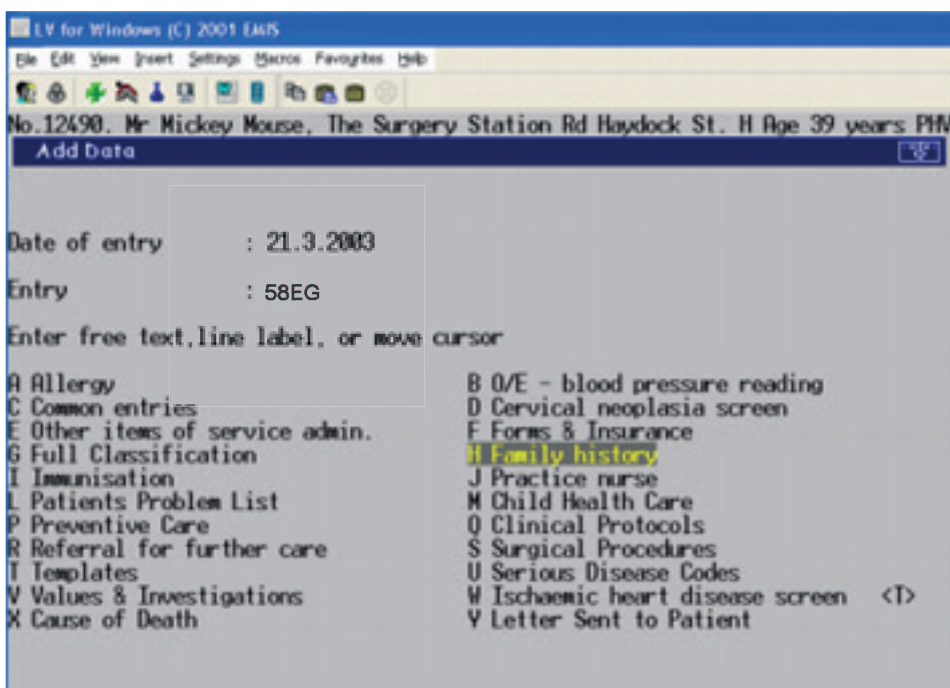 LV for Windows (C) 2001 EMIS
File Edit View Insert Settings Macros Favourites Help
No.12490. Mr Mickey Mouse, The Surgery Station Rd Haydock St. H Age 39 years PHV
Add Data
Date of entry : 21.3.2003
Entry : 58EG
Enter free text,line label, or move cursor
A Allergy B O/E - blood pressure reading
C Common entries D Cervical neoplasia screen
E Other items of service admin. F Forms & Insurance
G Full Classification H Family history
I Immunisation J Practice nurse
L Patients Problem List M Child Health Care
P Preventive Care Q Clinical Protocols
R Referral for further care S Surgical Procedures
T Templates U Serious Disease Codes
V Values & Investigations W Ischaemic heart disease screen <T>
X Cause of Death Y Letter Sent to Patient